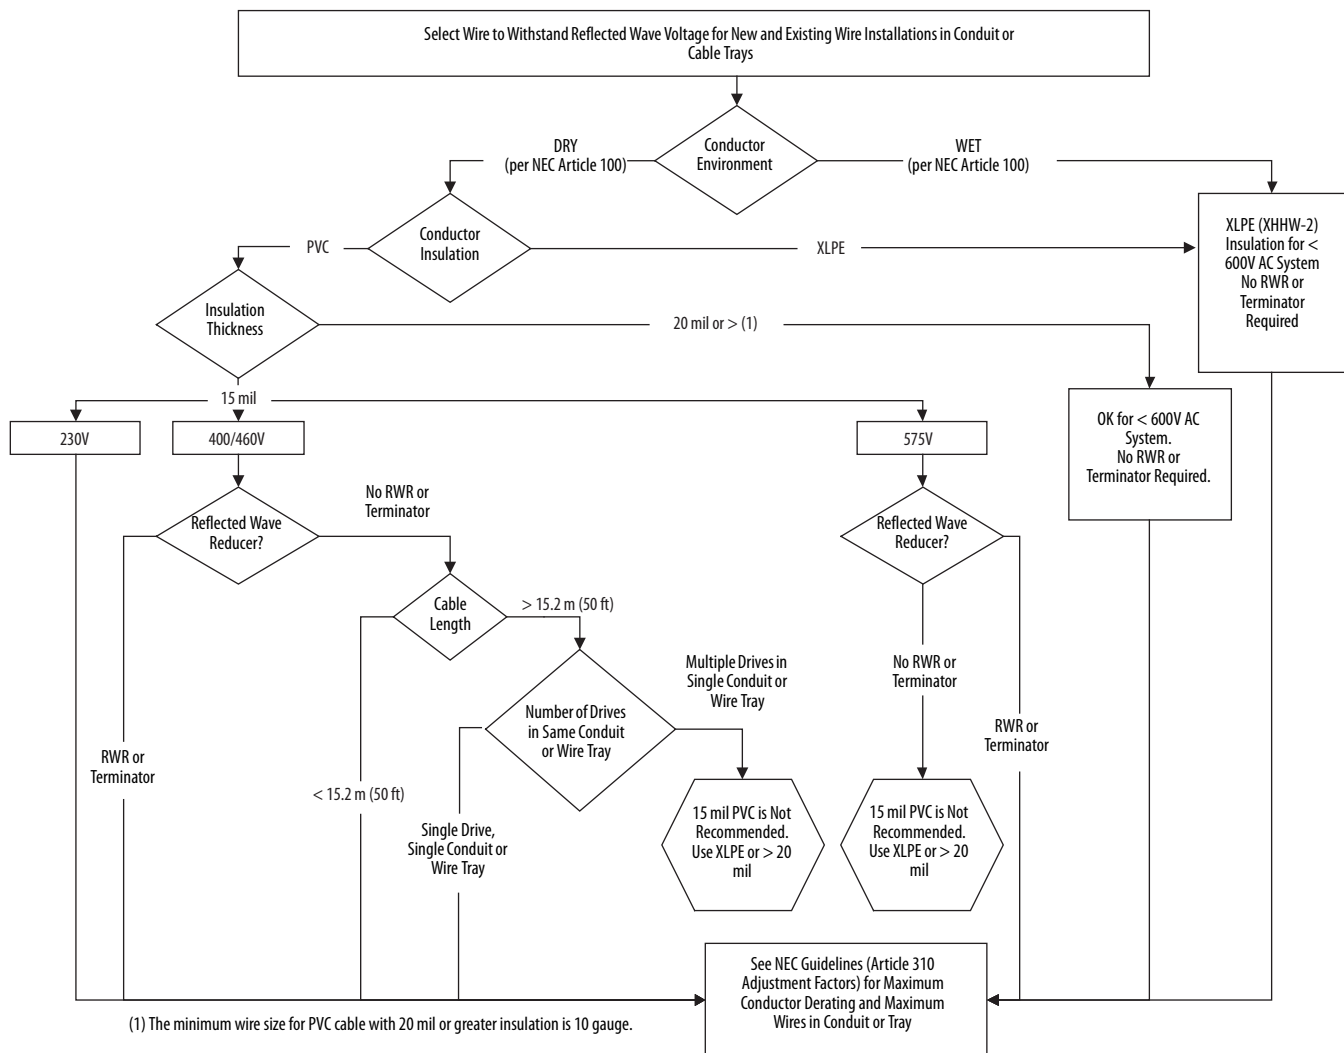 Select Wire to Withstand Reflected Wave Voltage for New and Existing Wire Installations in Conduit or
Cable Trays
DRY
(per NEC Article 100)
Conductor
Environment
WET
(per NEC Article 100)
PVC
Conductor
Insulation
XLPE
XLPE (XHHW-2)
Insulation for <
600V AC System
No RWR or
Terminator
Required
Insulation
Thickness
20 mil or > (1)
15 mil
230V
400/460V
575V
OK for < 600V AC
System.
No RWR or
Terminator Required.
Reflected Wave
Reducer?
No RWR or
Terminator
Reflected Wave
Reducer?
Cable
Length
> 15.2 m (50 ft)
Number of Drives
in Same Conduit
or Wire Tray
Multiple Drives in
Single Conduit or
Wire Tray
No RWR or
Terminator
RWR or
Terminator
RWR or
Terminator
< 15.2 m (50 ft)
Single Drive,
Single Conduit or
Wire Tray
15 mil PVC is Not
Recommended.
Use XLPE or > 20
mil
15 mil PVC is Not
Recommended.
Use XLPE or > 20
mil
See NEC Guidelines (Article 310
Adjustment Factors) for Maximum
Conductor Derating and Maximum
Wires in Conduit or Tray
(1) The minimum wire size for PVC cable with 20 mil or greater insulation is 10 gauge.